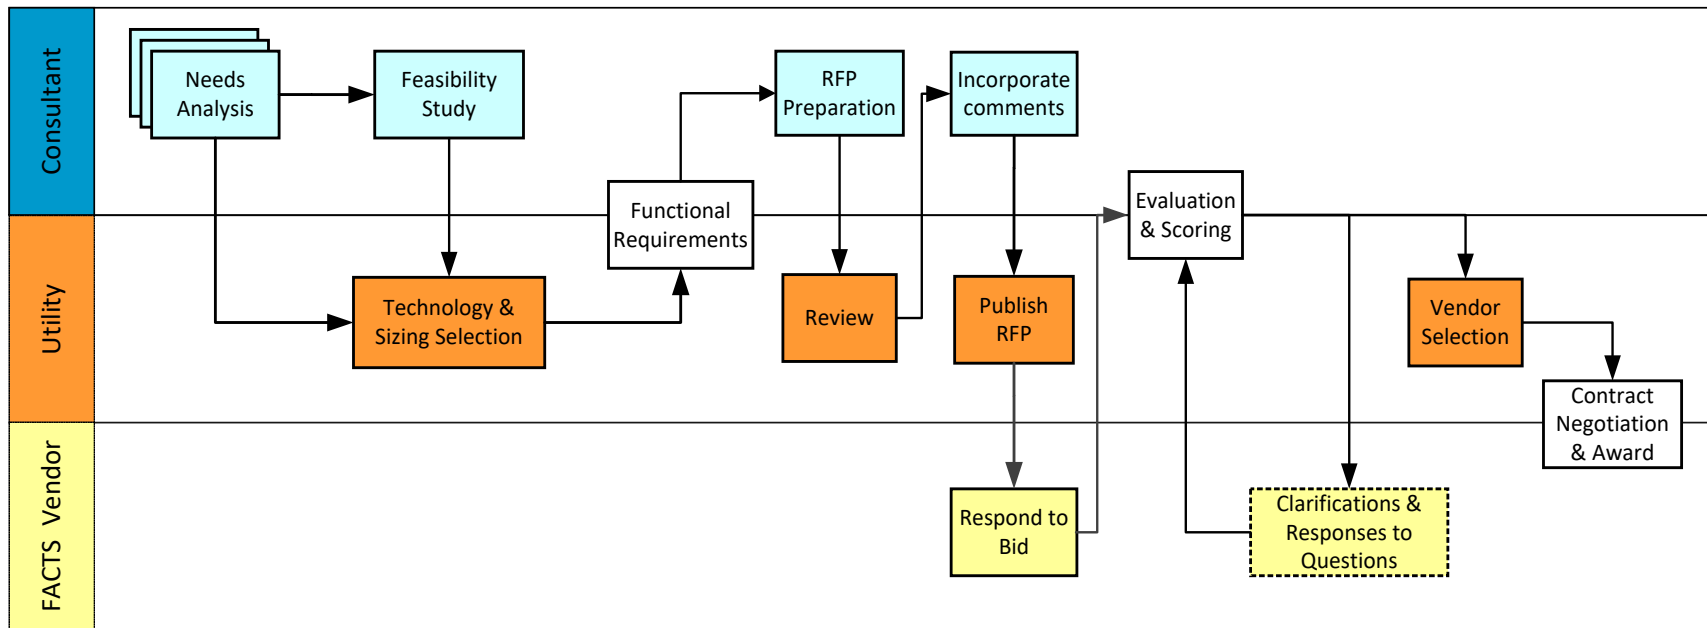 Consultant
Needs
Analysis
Feasibility
Study
RFP
Preparation
Incorporate
comments
Functional
Requirements
Evaluation
& Scoring
Utility
Technology &
Sizing Selection
Review
Publish
RFP
Vendor
Selection
Contract
Negotiation
& Award
FACTS Vendor
Respond to
Bid
Clarifications &
Responses to
Questions